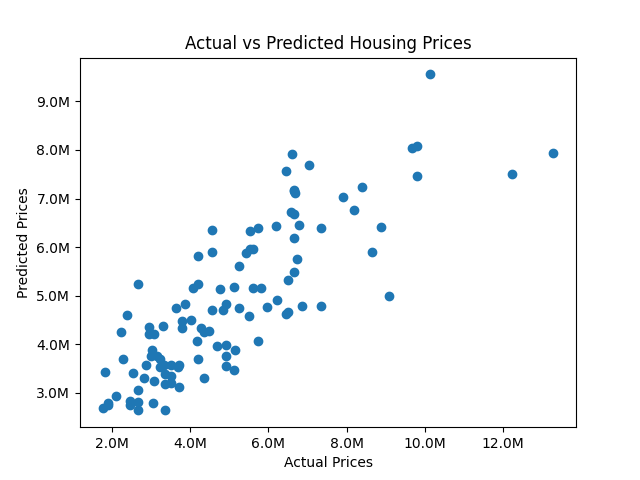 Actual vs Predicted Housing Prices
9.0M
8.0M
7.0M
6.0M
5.0M
4.0M
3.0M
Predicted Prices
2.0M 4.0M 6.0M 8.0M 10.0M 12.0M
Actual Prices